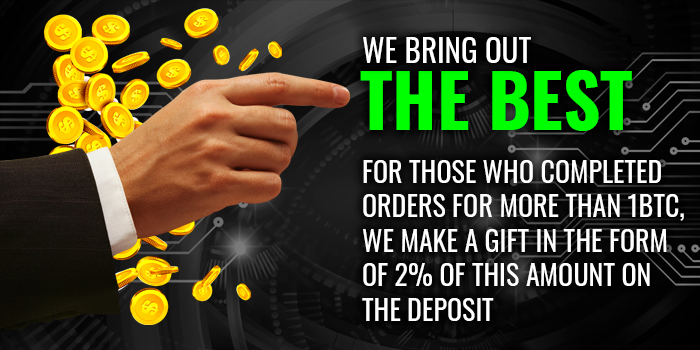 WE BRING OUT
THE BEST
FOR THOSE WHO COMPLETED
ORDERS FOR MORE THAN 1BTC,
WE MAKE A GIFT IN THE FORM
OF 2% OF THIS AMOUNT ON
THE DEPOSIT